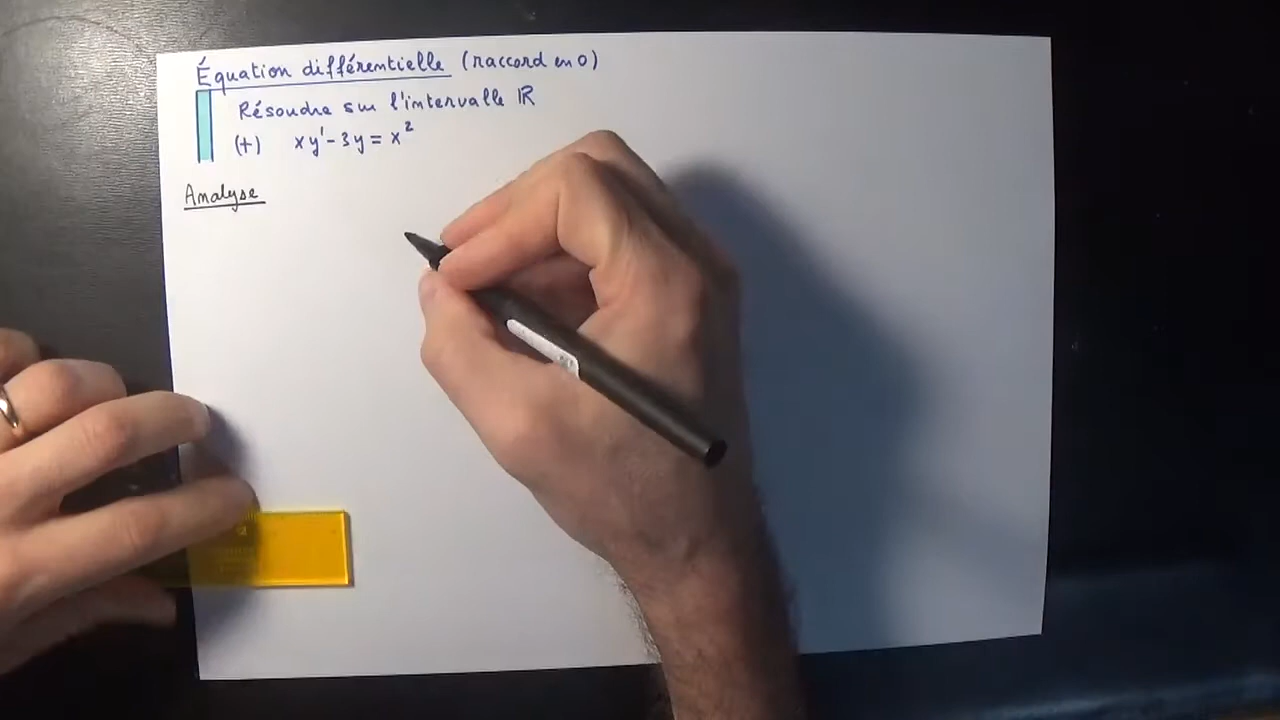 Équation différentielle (raccord en 0)
Résoudre sur l'intervalle ℝ
(+) xy' - 3y = x²
Analyse